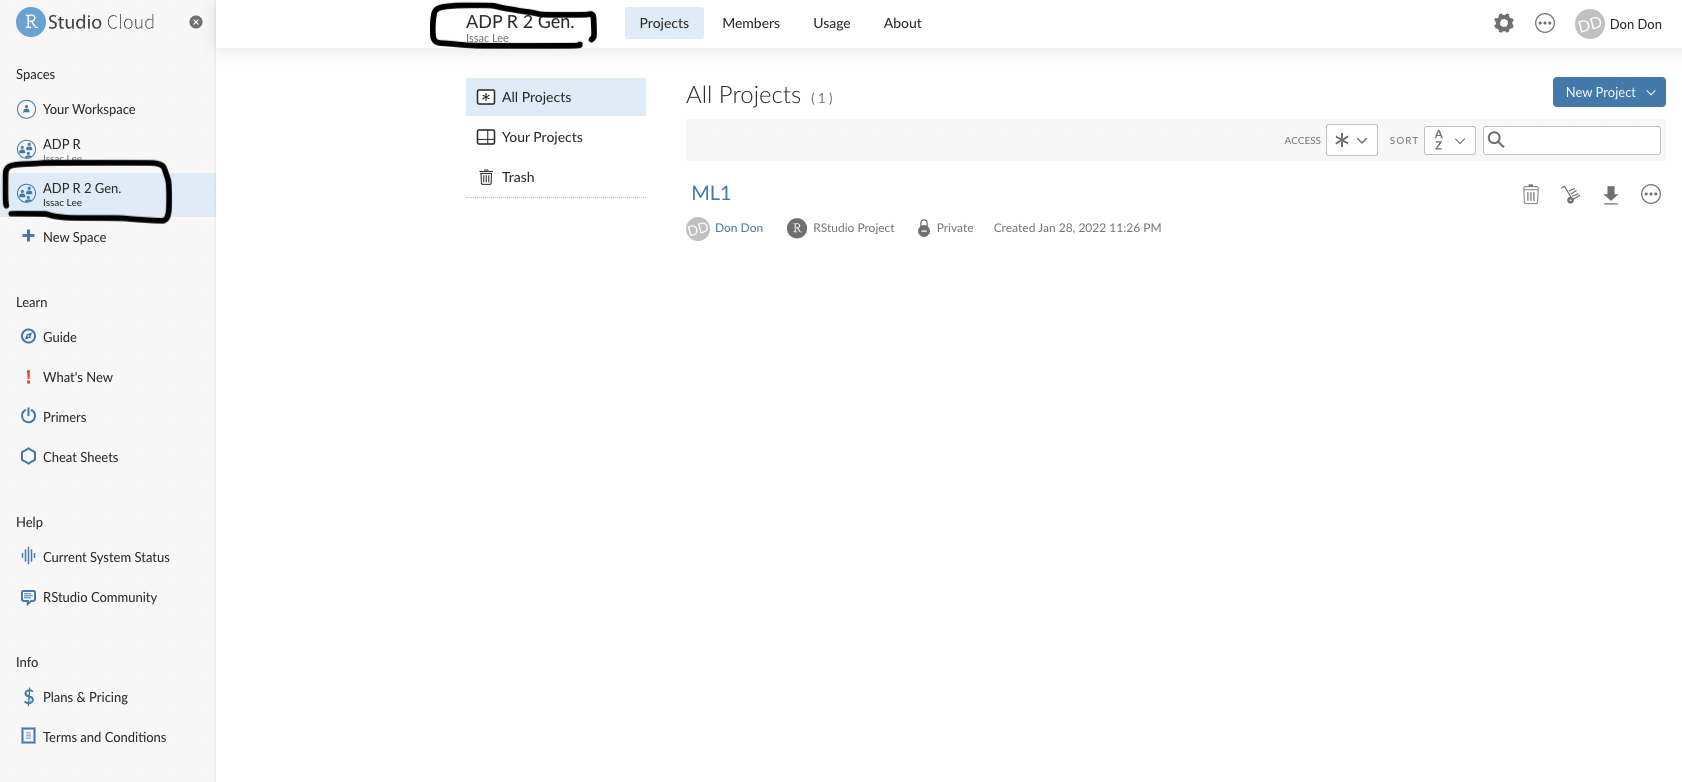 R Studio Cloud
Spaces
Your Workspace
ADP R
Issac Lee
ADP R 2 Gen.
Issac Lee
New Space
Learn
Guide
What's New
Primers
Cheat Sheets
Help
Current System Status
RStudio Community
Info
Plans & Pricing
Terms and Conditions
ADP R 2 Gen.
Issac Lee
Projects Members Usage About
DD Don Don
All Projects
Your Projects
Trash
All Projects (1)
New Project
ACCESS SORT A Z
ML1
DD Don Don R RStudio Project Private Created Jan 28, 2022 11:26 PM